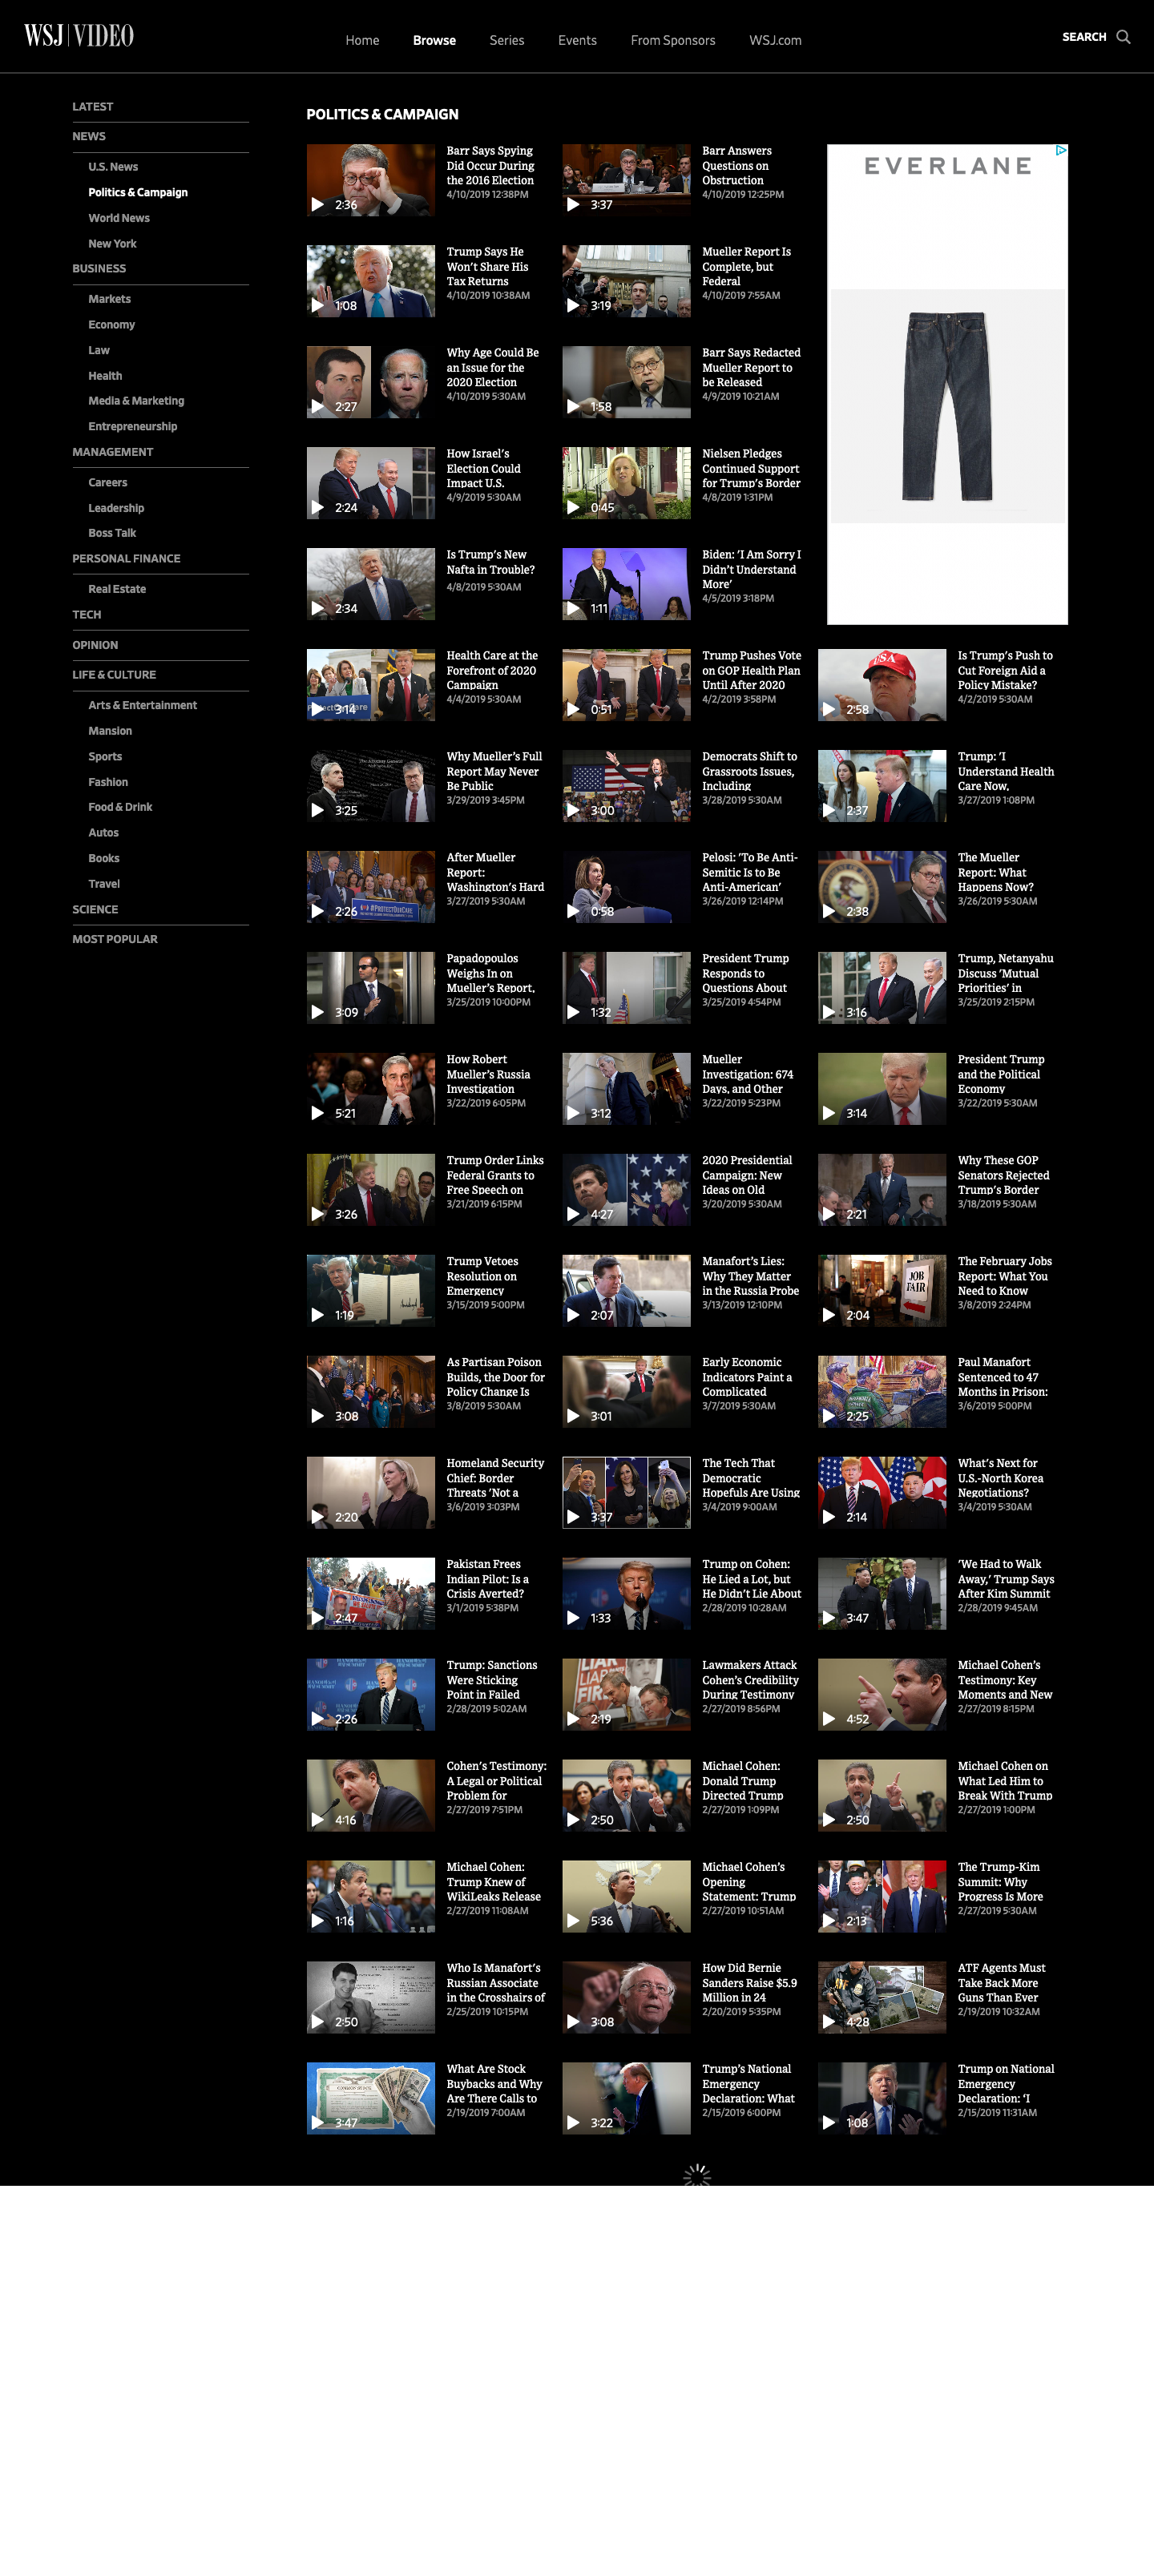 WSJ VIDEO
Home Browse Series Events From Sponsors WSJ.com
SEARCH
LATEST
NEWS
U.S. News
Politics & Campaign
World News
New York
BUSINESS
Markets
Economy
Law
Health
Media & Marketing
Entrepreneurship
MANAGEMENT
Careers
Leadership
Boss Talk
PERSONAL FINANCE
Real Estate
TECH
OPINION
LIFE & CULTURE
Arts & Entertainment
Mansion
Sports
Fashion
Food & Drink
Autos
Books
Travel
SCIENCE
MOST POPULAR
POLITICS & CAMPAIGN
2:36
Barr Says Spying
Did Occur During
the 2016 Election
4/10/2019 12:38PM
3:37
Barr Answers
Questions on
Obstruction
4/10/2019 12:25PM
EVERLANE
1:08
Trump Says He
Won't Share His
Tax Returns
4/10/2019 10:38AM
3:19
Mueller Report Is
Complete, but
Federal
4/10/2019 7:55AM
2:27
Why Age Could Be
an Issue for the
2020 Election
4/10/2019 5:30AM
1:58
Barr Says Redacted
Mueller Report to
be Released
4/9/2019 10:21AM
2:24
How Israel's
Election Could
Impact U.S.
4/9/2019 5:30AM
0:45
Nielsen Pledges
Continued Support
for Trump's Border
4/8/2019 1:31PM
2:34
Is Trump's New
Nafta in Trouble?
4/8/2019 5:30AM
1:11
Biden: 'I Am Sorry I
Didn't Understand
More'
4/5/2019 3:18PM
3:14
Health Care at the
Forefront of 2020
Campaign
4/4/2019 5:30AM
0:51
Trump Pushes Vote
on GOP Health Plan
Until After 2020
4/2/2019 3:58PM
USA
2:58
Is Trump's Push to
Cut Foreign Aid a
Policy Mistake?
4/2/2019 5:30AM
3:25
Why Mueller's Full
Report May Never
Be Public
3/29/2019 3:45PM
3:00
Democrats Shift to
Grassroots Issues,
Including
3/28/2019 5:30AM
2:37
Trump: 'I
Understand Health
Care Now,
3/27/2019 1:08PM
#PROTECTOURCARE
2:26
After Mueller
Report:
Washington's Hard
3/27/2019 5:30AM
0:58
Pelosi: 'To Be Anti-
Semitic Is to Be
Anti-American'
3/26/2019 12:14PM
2:38
The Mueller
Report: What
Happens Now?
3/26/2019 5:30AM
3:09
Papadopoulos
Weighs In on
Mueller's Report,
3/25/2019 10:00PM
1:32
President Trump
Responds to
Questions About
3/25/2019 4:54PM
3:16
Trump, Netanyahu
Discuss 'Mutual
Priorities' in
3/25/2019 2:15PM
5:21
How Robert
Mueller's Russia
Investigation
3/22/2019 6:05PM
3:12
Mueller
Investigation: 674
Days, and Other
3/22/2019 5:23PM
3:14
President Trump
and the Political
Economy
3/22/2019 5:30AM
3:26
Trump Order Links
Federal Grants to
Free Speech on
3/21/2019 6:15PM
4:27
2020 Presidential
Campaign: New
Ideas on Old
3/20/2019 5:30AM
2:21
Why These GOP
Senators Rejected
Trump's Border
3/18/2019 5:30AM
1:19
Trump Vetoes
Resolution on
Emergency
3/15/2019 5:00PM
2:07
Manafort's Lies:
Why They Matter
in the Russia Probe
3/13/2019 12:10PM
JOB
FAIR
2:04
The February Jobs
Report: What You
Need to Know
3/8/2019 2:24PM
3:08
As Partisan Poison
Builds, the Door for
Policy Change Is
3/8/2019 5:30AM
3:01
Early Economic
Indicators Paint a
Complicated
3/7/2019 5:30AM
2:25
Paul Manafort
Sentenced to 47
Months in Prison:
3/6/2019 5:00PM
2:20
Homeland Security
Chief: Border
Threats 'Not a
3/6/2019 3:03PM
3:37
The Tech That
Democratic
Hopefuls Are Using
3/4/2019 9:00AM
2:14
What's Next for
U.S.-North Korea
Negotiations?
3/4/2019 5:30AM
2:47
Pakistan Frees
Indian Pilot: Is a
Crisis Averted?
3/1/2019 5:38PM
1:33
Trump on Cohen:
He Lied a Lot, but
He Didn't Lie About
2/28/2019 10:28AM
3:47
'We Had to Walk
Away,' Trump Says
After Kim Summit
2/28/2019 9:45AM
2:26
Trump: Sanctions
Were Sticking
Point in Failed
2/28/2019 5:02AM
LIAR
2:19
Lawmakers Attack
Cohen's Credibility
During Testimony
2/27/2019 8:56PM
4:52
Michael Cohen's
Testimony: Key
Moments and New
2/27/2019 8:15PM
4:16
Cohen's Testimony:
A Legal or Political
Problem for
2/27/2019 7:51PM
2:50
Michael Cohen:
Donald Trump
Directed Trump
2/27/2019 1:09PM
2:50
Michael Cohen on
What Led Him to
Break With Trump
2/27/2019 1:00PM
1:16
Michael Cohen:
Trump Knew of
WikiLeaks Release
2/27/2019 11:08AM
5:36
Michael Cohen's
Opening
Statement: Trump
2/27/2019 10:51AM
2:13
The Trump-Kim
Summit: Why
Progress Is More
2/27/2019 5:30AM
2:50
Who Is Manafort's
Russian Associate
in the Crosshairs of
2/25/2019 10:15PM
3:08
How Did Bernie
Sanders Raise $5.9
Million in 24
2/20/2019 5:35PM
4:28
ATF Agents Must
Take Back More
Guns Than Ever
2/19/2019 10:32AM
3:47
What Are Stock
Buybacks and Why
Are There Calls to
2/19/2019 7:00AM
3:22
Trump's National
Emergency
Declaration: What
2/15/2019 6:00PM
1:08
Trump on National
Emergency
Declaration: 'I
2/15/2019 11:31AM